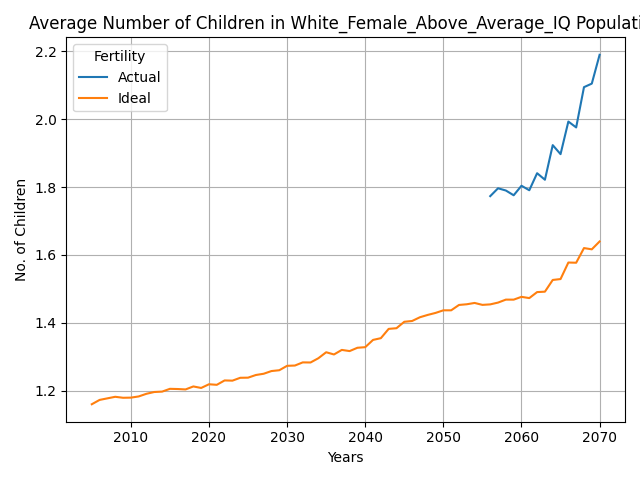 Average Number of Children in White_Female_Above_Average_IQ Populati
Fertility
Actual
Ideal
No. of Children
2.2
2.0
1.8
1.6
1.4
1.2
2010 2020 2030 2040 2050 2060 2070
Years